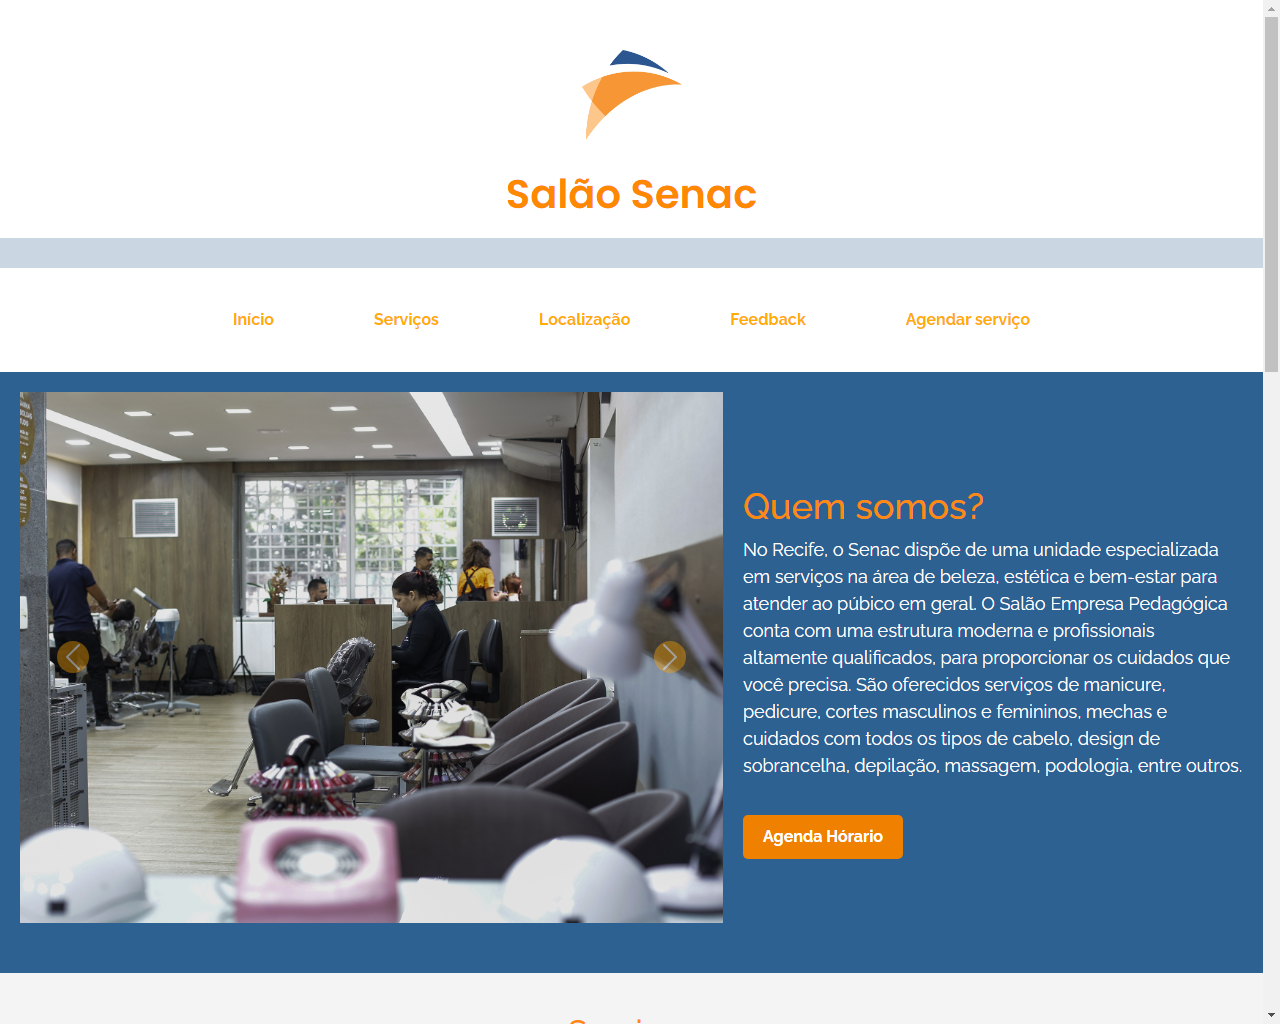 Salão Senac
Início Serviços Localização Feedback Agendar serviço
Quem somos?
No Recife, o Senac dispõe de uma unidade especializada
em serviços na área de beleza, estética e bem-estar para
atender ao púbico em geral. O Salão Empresa Pedagógica
conta com uma estrutura moderna e profissionais
altamente qualificados, para proporcionar os cuidados que
você precisa. São oferecidos serviços de manicure,
pedicure, cortes masculinos e femininos, mechas e
cuidados com todos os tipos de cabelo, design de
sobrancelha, depilação, massagem, podologia, entre outros.
Agenda Hórario